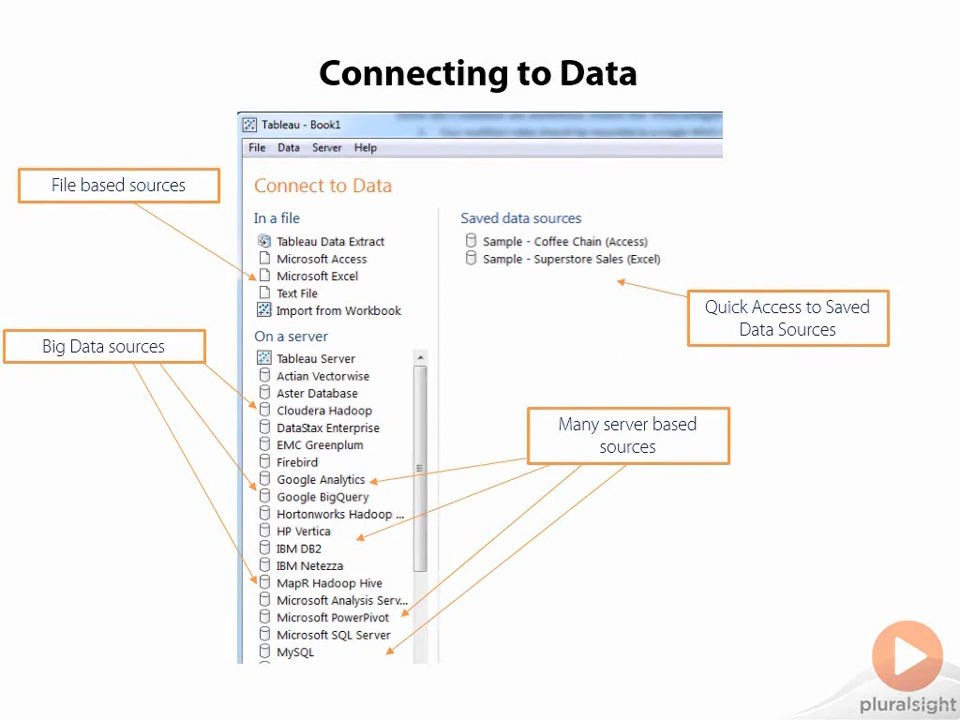 Connecting to Data
Tableau - Book1
File Data Server Help
File based sources
Connect to Data
In a file
Tableau Data Extract
Microsoft Access
Microsoft Excel
Text File
Import from Workbook
Saved data sources
Sample - Coffee Chain (Access)
Sample - Superstore Sales (Excel)
Quick Access to Saved
Data Sources
Big Data sources
On a server
Tableau Server
Actian Vectorwise
Aster Database
Cloudera Hadoop
DataStax Enterprise
EMC Greenplum
Firebird
Google Analytics
Google BigQuery
Hortonworks Hadoop ...
HP Vertica
IBM DB2
IBM Netezza
MapR Hadoop Hive
Microsoft Analysis Serv...
Microsoft PowerPivot
Microsoft SQL Server
MySQL
Many server based
sources
pluralsight